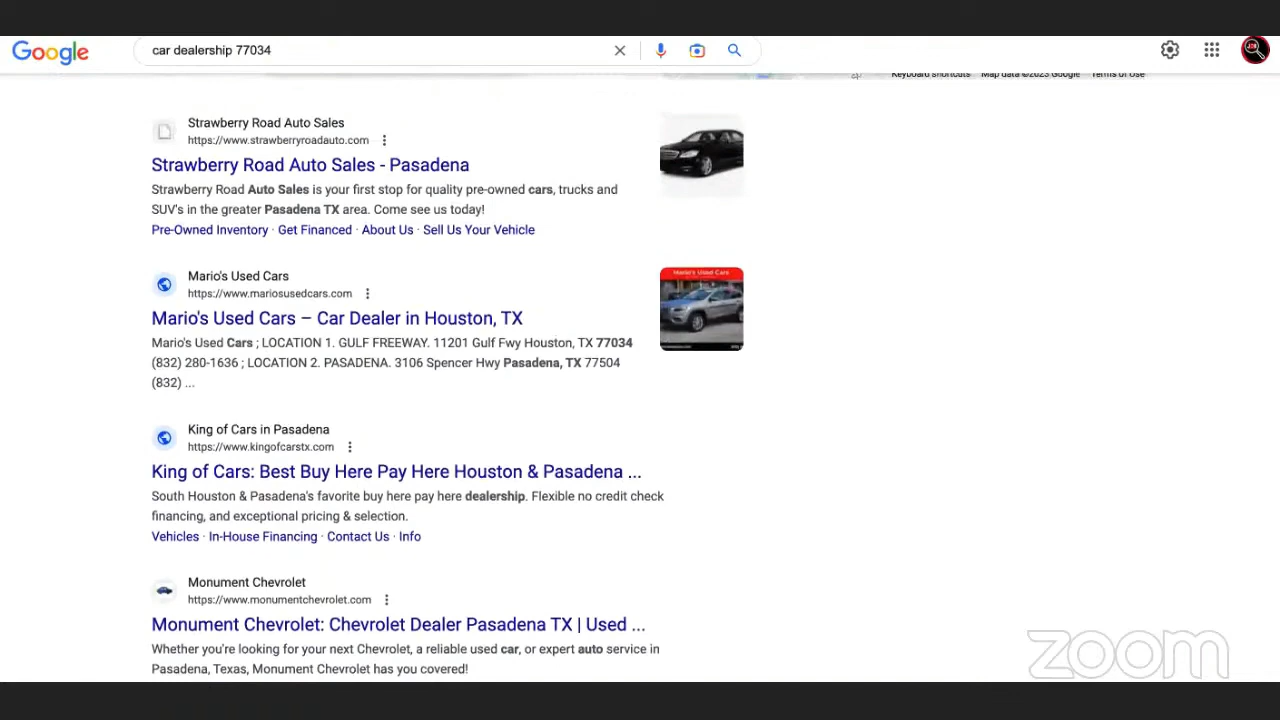 Google
car dealership 77034
Keyboard shortcuts Map data ©2023 Google Terms of Use
Strawberry Road Auto Sales
https://www.strawberryroadauto.com
Strawberry Road Auto Sales - Pasadena
Strawberry Road Auto Sales is your first stop for quality pre-owned cars, trucks and
SUV's in the greater Pasadena TX area. Come see us today!
Pre-Owned Inventory · Get Financed · About Us · Sell Us Your Vehicle
Mario's Used Cars
https://www.mariosusedcars.com
Mario's Used Cars
Mario's Used Cars – Car Dealer in Houston, TX
Mario's Used Cars ; LOCATION 1. GULF FREEWAY. 11201 Gulf Fwy Houston, TX 77034
(832) 280-1636 ; LOCATION 2. PASADENA. 3106 Spencer Hwy Pasadena, TX 77504
(832) ...
King of Cars in Pasadena
https://www.kingofcarstx.com
King of Cars: Best Buy Here Pay Here Houston & Pasadena ...
South Houston & Pasadena's favorite buy here pay here dealership. Flexible no credit check
financing, and exceptional pricing & selection.
Vehicles · In-House Financing · Contact Us · Info
Monument Chevrolet
https://www.monumentchevrolet.com
Monument Chevrolet: Chevrolet Dealer Pasadena TX | Used ...
Whether you're looking for your next Chevrolet, a reliable used car, or expert auto service in
Pasadena, Texas, Monument Chevrolet has you covered!
zoom